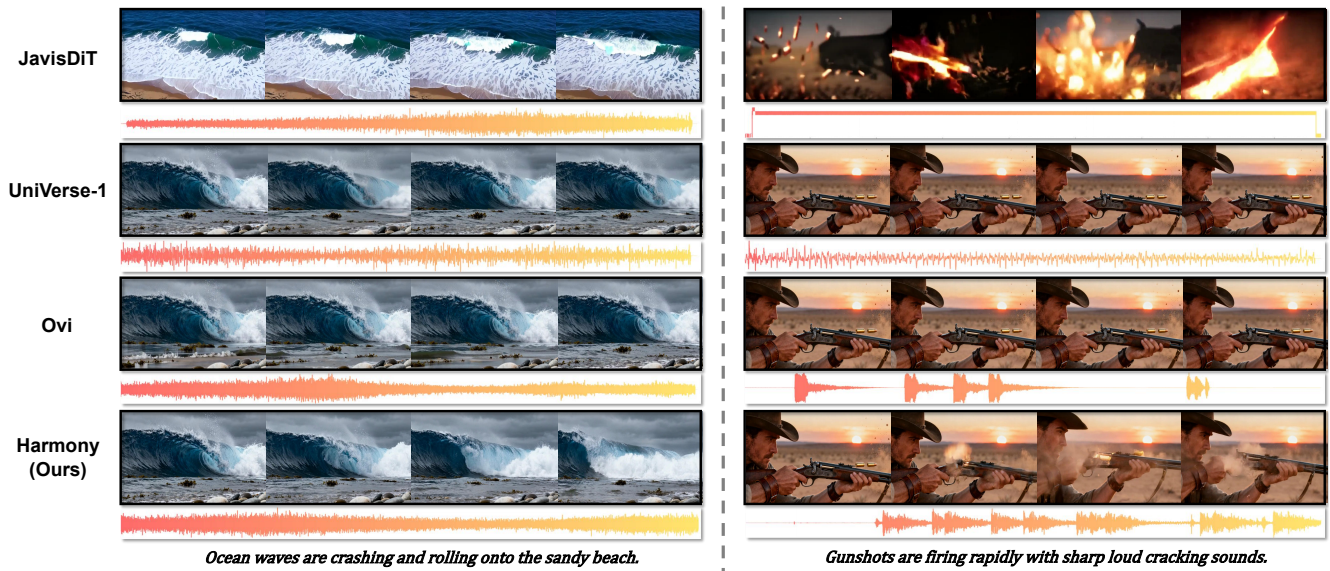 JavisDiT
UniVerse-1
Ovi
Harmony
(Ours)
Ocean waves are crashing and rolling onto the sandy beach.
Gunshots are firing rapidly with sharp loud cracking sounds.